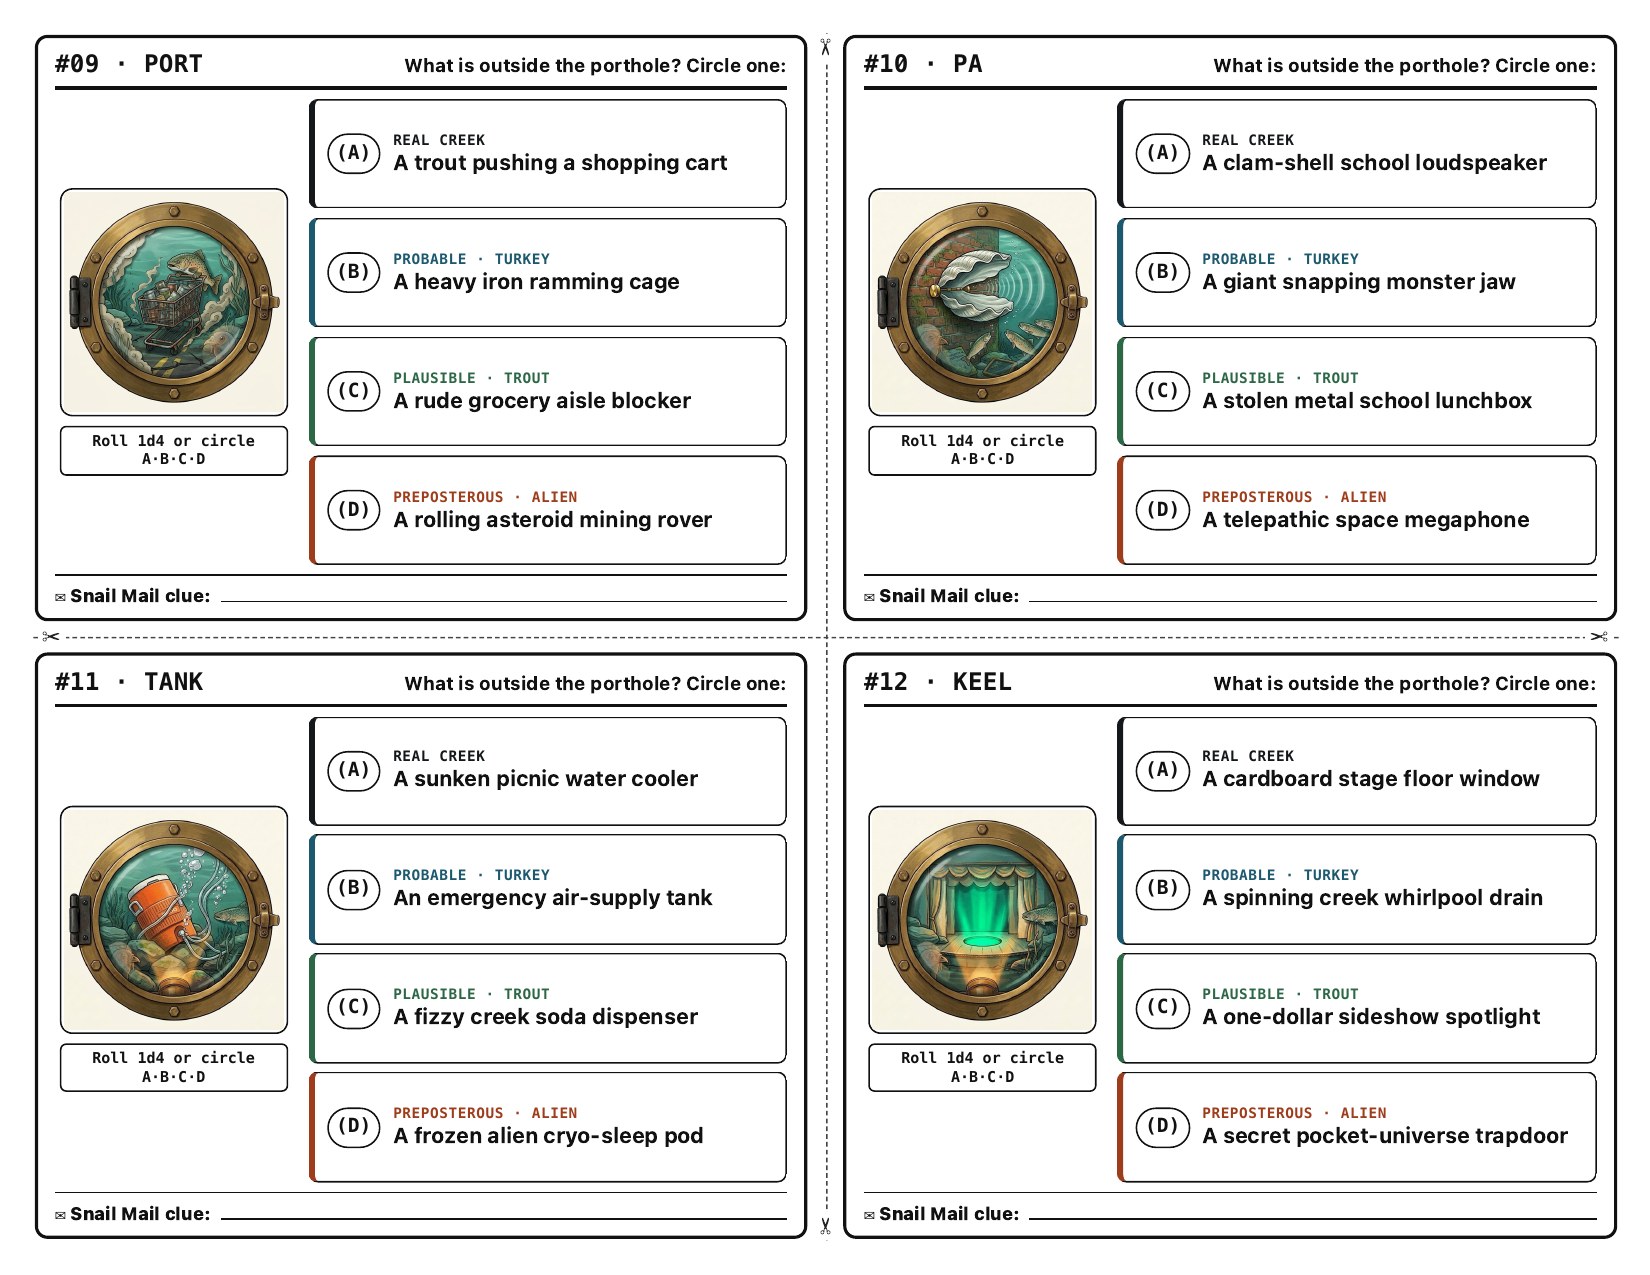 #09 · PORT
What is outside the porthole? Circle one:
(A)
REAL CREEK
A trout pushing a shopping cart
(B)
PROBABLE · TURKEY
A heavy iron ramming cage
(C)
PLAUSIBLE · TROUT
A rude grocery aisle blocker
(D)
PREPOSTEROUS · ALIEN
A rolling asteroid mining rover
Roll 1d4 or circle
A·B·C·D
✉ Snail Mail clue:
#10 · PA
What is outside the porthole? Circle one:
(A)
REAL CREEK
A clam-shell school loudspeaker
(B)
PROBABLE · TURKEY
A giant snapping monster jaw
(C)
PLAUSIBLE · TROUT
A stolen metal school lunchbox
(D)
PREPOSTEROUS · ALIEN
A telepathic space megaphone
Roll 1d4 or circle
A·B·C·D
✉ Snail Mail clue:
#11 · TANK
What is outside the porthole? Circle one:
(A)
REAL CREEK
A sunken picnic water cooler
(B)
PROBABLE · TURKEY
An emergency air-supply tank
(C)
PLAUSIBLE · TROUT
A fizzy creek soda dispenser
(D)
PREPOSTEROUS · ALIEN
A frozen alien cryo-sleep pod
Roll 1d4 or circle
A·B·C·D
✉ Snail Mail clue:
#12 · KEEL
What is outside the porthole? Circle one:
(A)
REAL CREEK
A cardboard stage floor window
(B)
PROBABLE · TURKEY
A spinning creek whirlpool drain
(C)
PLAUSIBLE · TROUT
A one-dollar sideshow spotlight
(D)
PREPOSTEROUS · ALIEN
A secret pocket-universe trapdoor
Roll 1d4 or circle
A·B·C·D
✉ Snail Mail clue: